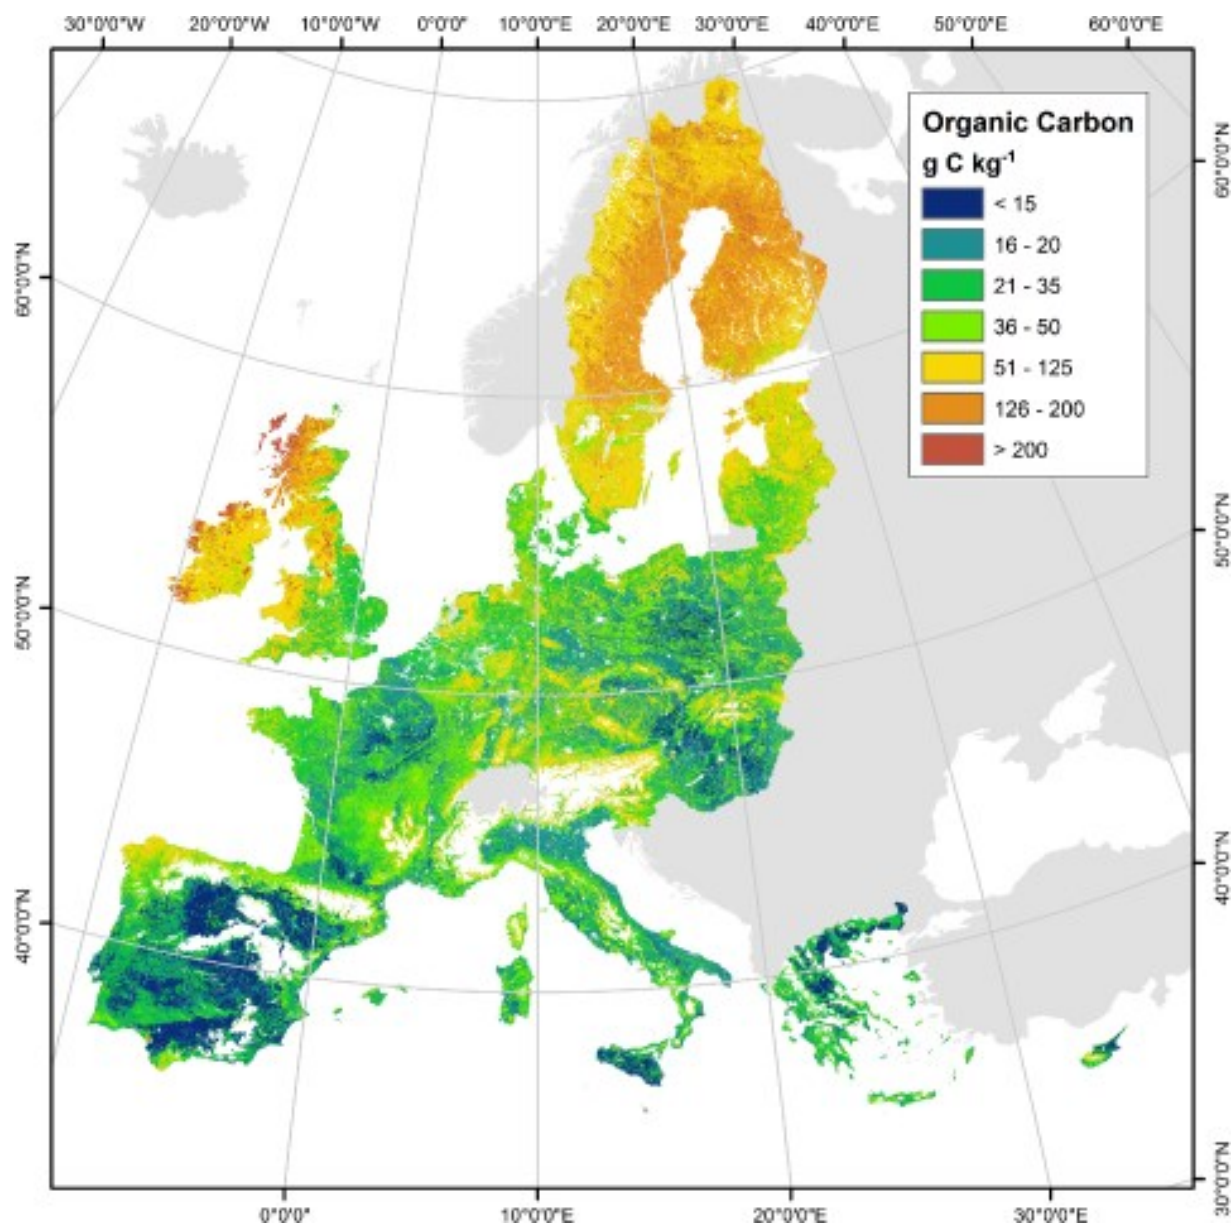 30°0'0"W 20°0'0"W 10°0'0"W 0°0'0" 10°0'0"E 20°0'0"E 30°0'0"E 40°0'0"E 50°0'0"E 60°0'0"E
Organic Carbon
g C kg⁻¹
< 15
16 - 20
21 - 35
36 - 50
51 - 125
126 - 200
> 200
60°0'0"N
50°0'0"N
40°0'0"N
60°0'0"N
50°0'0"N
40°0'0"N
30°0'0"N
0°0'0" 10°0'0"E 20°0'0"E 30°0'0"E